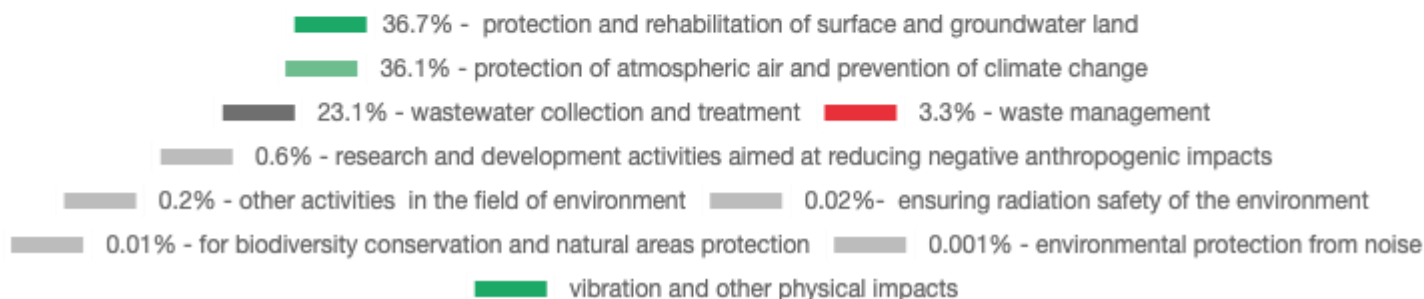 36.7% - protection and rehabilitation of surface and groundwater land
36.1% - protection of atmospheric air and prevention of climate change
23.1% - wastewater collection and treatment 3.3% - waste management
0.6% - research and development activities aimed at reducing negative anthropogenic impacts
0.2% - other activities in the field of environment 0.02%- ensuring radiation safety of the environment
0.01% - for biodiversity conservation and natural areas protection 0.001% - environmental protection from noise
vibration and other physical impacts